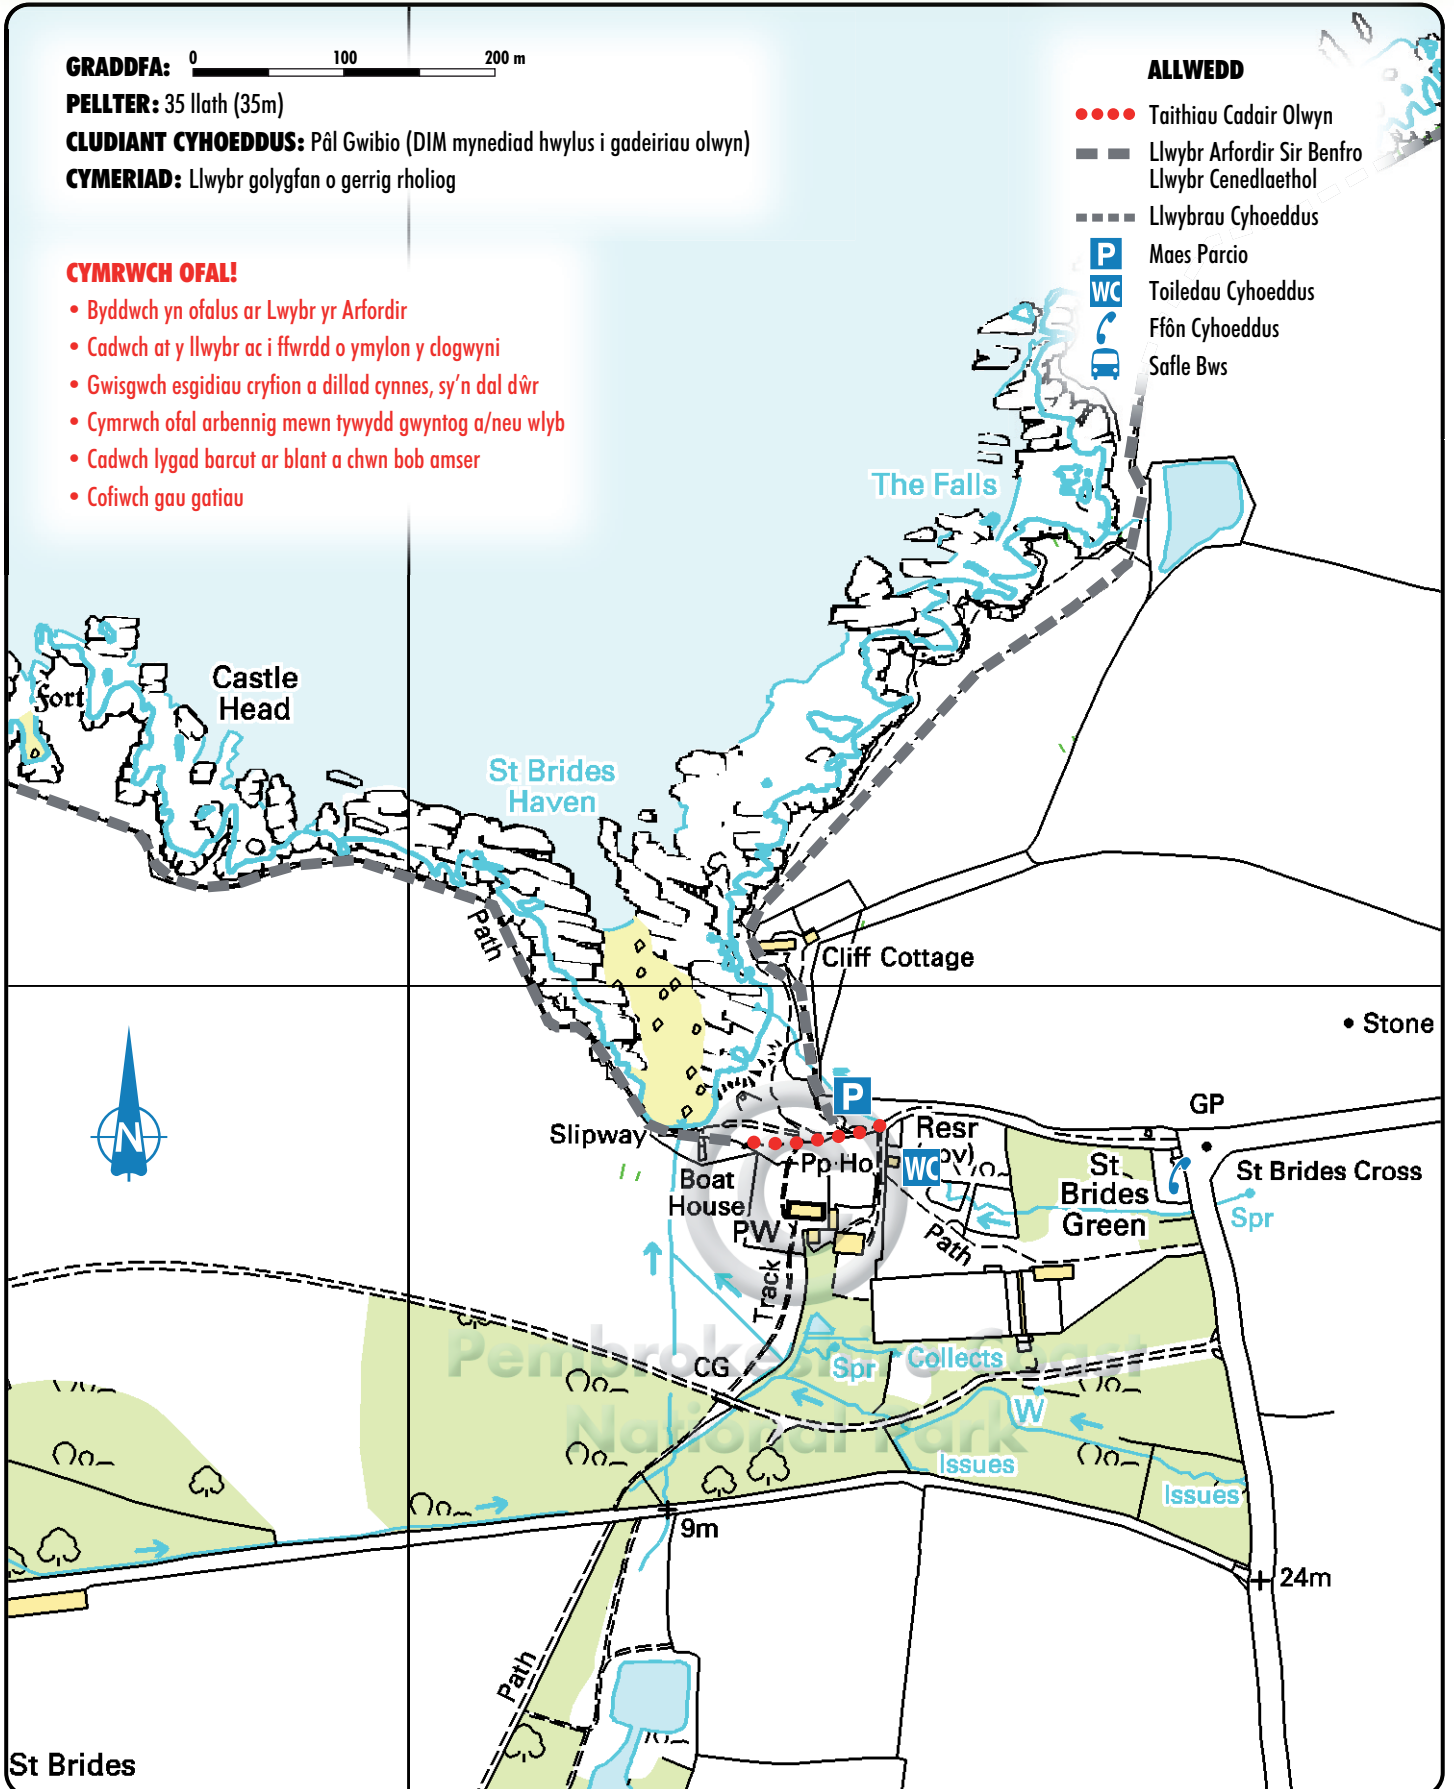 GRADDFA: 0 100 200 m
PELLTER: 35 llath (35m)
CLUDIANT CYHOEDDUS: Pâl Gwibio (DIM mynediad hwylus i gadeiriau olwyn)
CYMERIAD: Llwybr golygfan o gerrig rholiog
CYMRWCH OFAL!
• Byddwch yn ofalus ar Lwybr yr Arfordir
• Cadwch at y llwybr ac i ffwrdd o ymylon y clogwyni
• Gwisgwch esgidiau cryfion a dillad cynnes, sy'n dal dŵr
• Cymrwch ofal arbennig mewn tywydd gwyntog a/neu wlyb
• Cadwch lygad barcut ar blant a chwn bob amser
• Cofiwch gau gatiau
ALLWEDD
Taithiau Cadair Olwyn
Llwybr Arfordir Sir Benfro
Llwybr Cenedlaethol
Llwybrau Cyhoeddus
P Maes Parcio
WC Toiledau Cyhoeddus
Ffôn Cyhoeddus
Safle Bws
The Falls
fort
Castle
Head
St Brides
Haven
Path
Cliff Cottage
Stone
N
P
GP
Slipway
Resr
Pp Ho
WC
Boat
House
St
Brides
Green
St Brides Cross
Spr
PW
Path
Track
Pembrokeshire Coast
National Park
CG
Spr
Collects
W
Issues
Issues
9m
24m
Path
St Brides